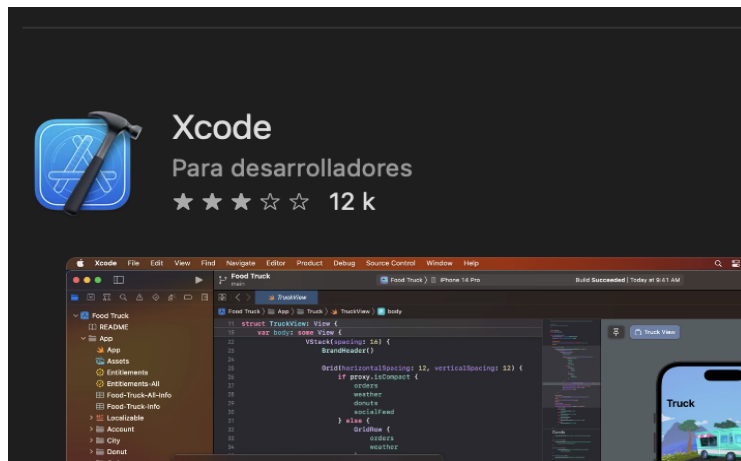 Xcode
Para desarrolladores
12 k
Xcode File Edit View Find Navigate Editor Product Debug Source Control Window Help
Food Truck
main
Food Truck 〉 iPhone 14 Pro
Build Succeeded | Today at 9:41 AM
TruckView
Food Truck 〉 App 〉 Truck 〉 TruckView 〉 body
Food Truck
README
App
App
Assets
Entitlements
Entitlements-All
Food-Truck-All-Info
Food-Truck-Info
Localizable
Account
City
Donut
struct TruckView: View {
var body: some View {
VStack(spacing: 16) {
BrandHeader()
Grid(horizontalSpacing: 12, verticalSpacing: 12) {
if proxy.isCompact {
orders
weather
donuts
socialFeed
} else {
GridRow {
orders
weather
Truck View
Truck